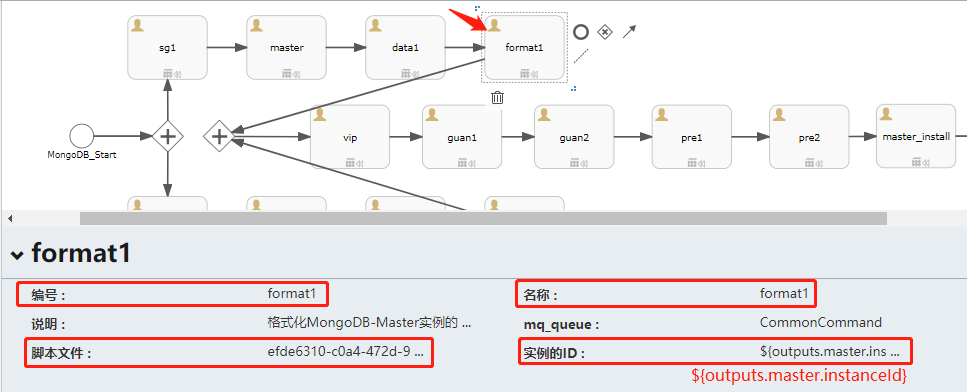 sg1
master
data1
format1
MongoDB_Start
vip
guan1
guan2
pre1
pre2
master_install
format1
编号：
format1
名称：
format1
说明：
格式化MongoDB-Master实例的 ...
mq_queue：
CommonCommand
脚本文件：
efde6310-c0a4-472d-9 ...
实例的ID：
${outputs.master.ins ...
${outputs.master.instanceId}